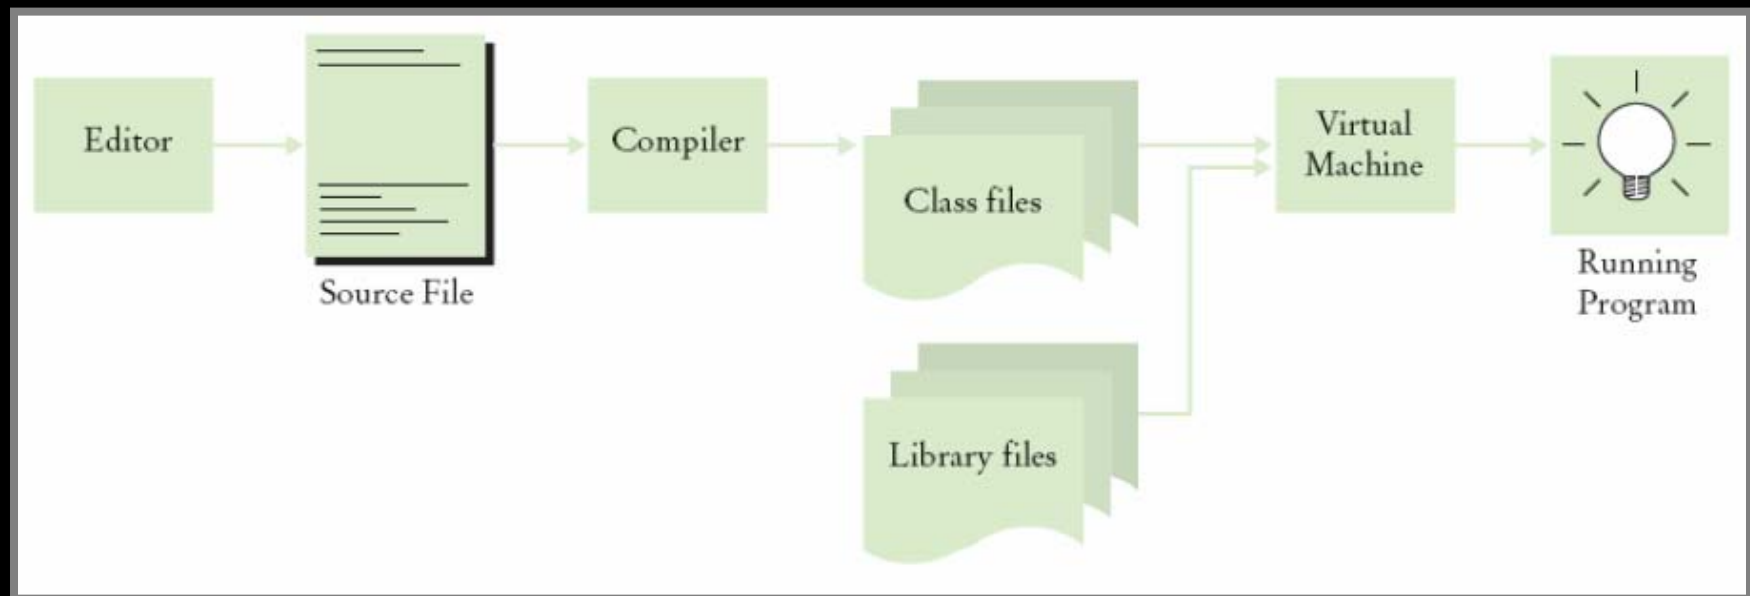 Editor
Source File
Compiler
Class files
Library files
Virtual
Machine
Running
Program